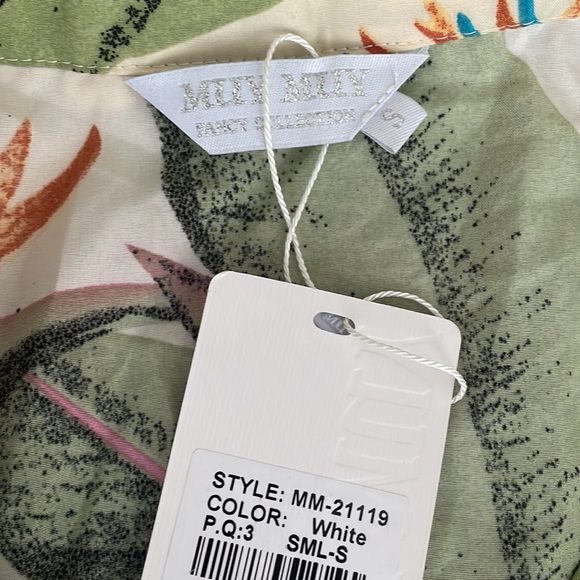 MUY MUY
FANCY COLLECTION
S
STYLE: MM-21119
COLOR: White
P.Q:3 SML-S